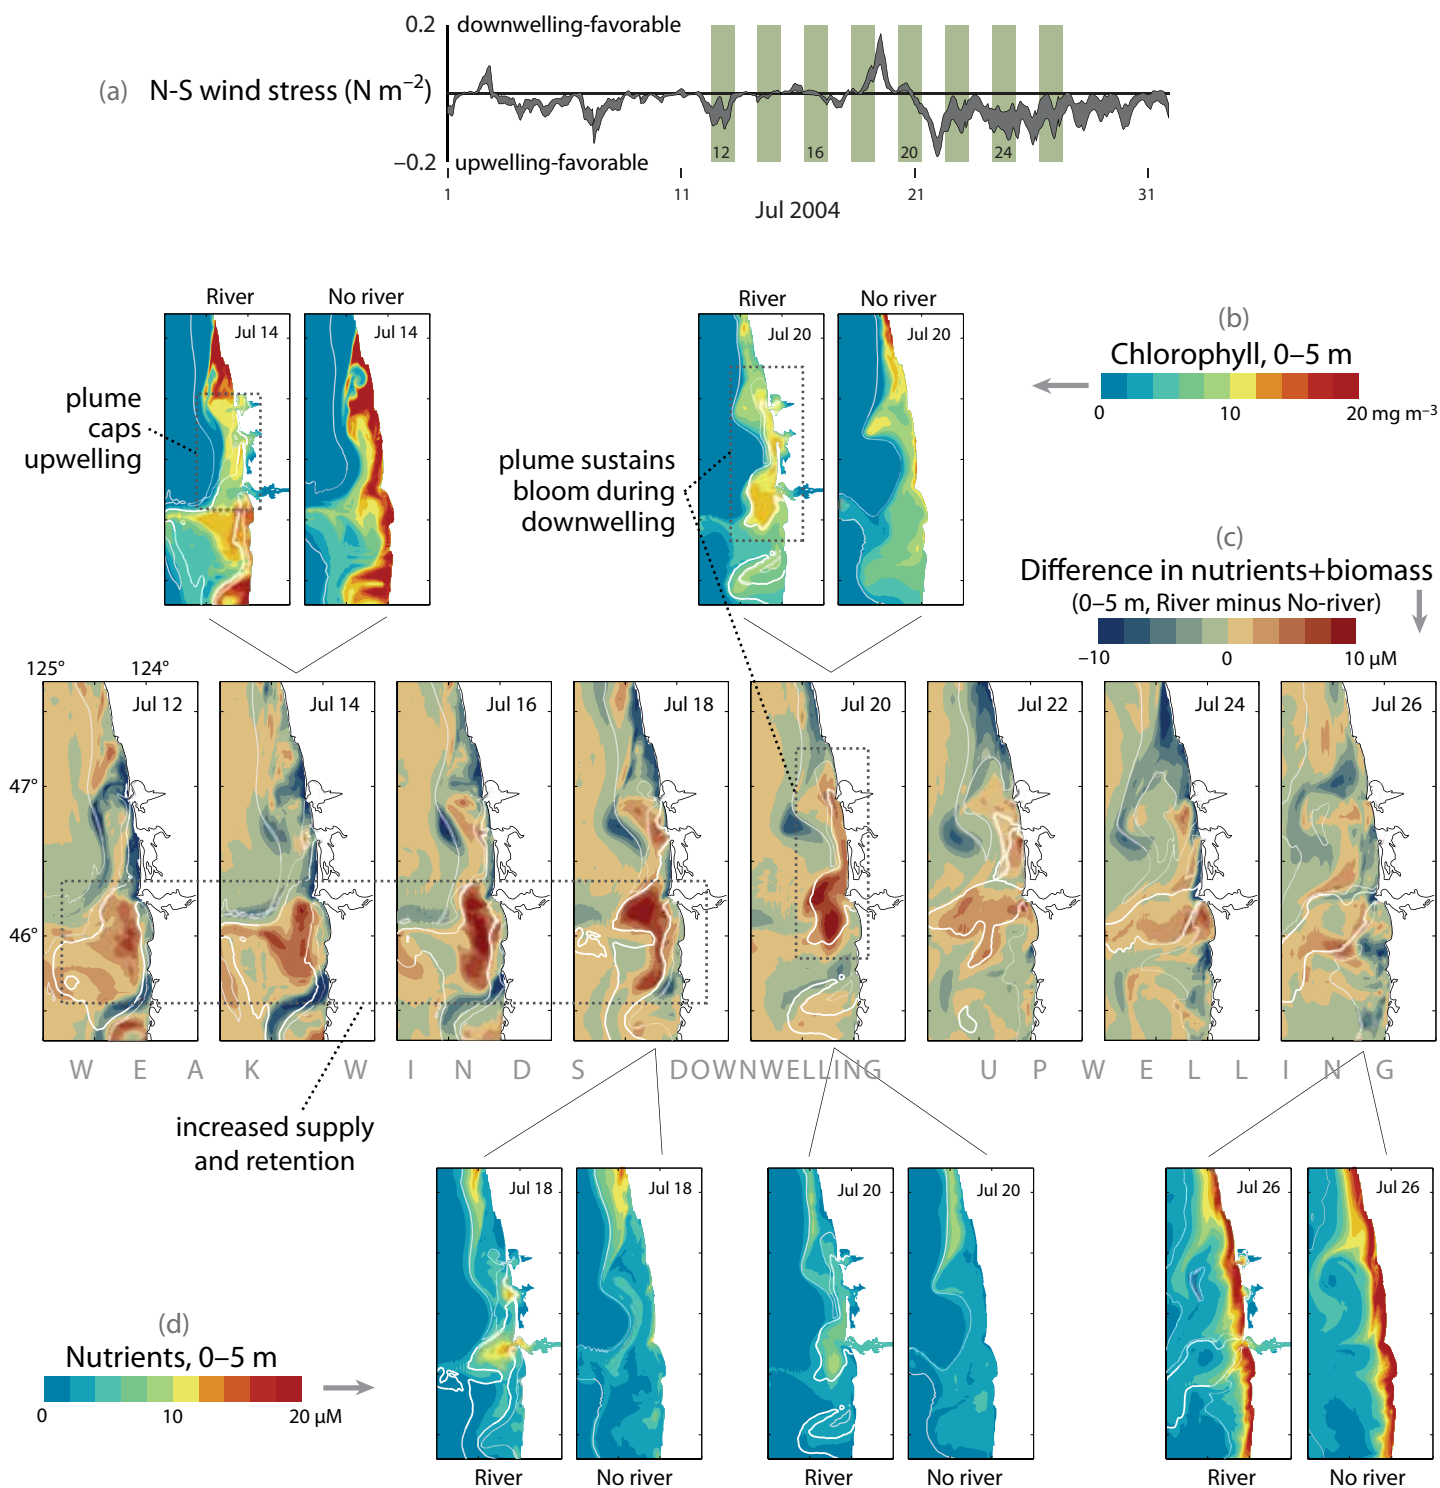 0.2
downwelling-favorable
(a) N-S wind stress (N m⁻²)
−0.2
upwelling-favorable
12
16
20
24
1
11
21
31
Jul 2004
River
No river
Jul 14
Jul 14
plume
caps
upwelling
River
No river
Jul 20
Jul 20
plume sustains
bloom during
downwelling
(b)
Chlorophyll, 0–5 m
0
10
20 mg m⁻³
(c)
Difference in nutrients+biomass
(0–5 m, River minus No-river)
−10
0
10 µM
125°
124°
47°
46°
Jul 12
Jul 14
Jul 16
Jul 18
Jul 20
Jul 22
Jul 24
Jul 26
WEAK WINDS
DOWNWELLING
UPWELLING
increased supply
and retention
(d)
Nutrients, 0–5 m
0
10
20 µM
Jul 18
Jul 18
River
No river
Jul 20
Jul 20
River
No river
Jul 26
Jul 26
River
No river